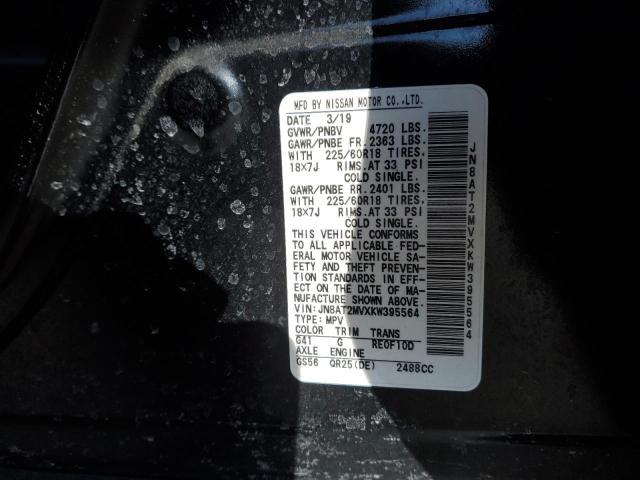 MFD BY NISSAN MOTOR CO.,LTD.
DATE 3/19
GVWR/PNBV 4720 LBS.
GAWR/PNBE FR. 2363 LBS.
WITH 225/60R18 TIRES,
18X7J RIMS.AT 33 PSI
COLD SINGLE.
GAWR/PNBE RR. 2401 LBS.
WITH 225/60R18 TIRES,
18X7J RIMS.AT 33 PSI
COLD SINGLE.
THIS VEHICLE CONFORMS
TO ALL APPLICABLE FED-
ERAL MOTOR VEHICLE SA-
FETY AND THEFT PREVEN-
TION STANDARDS IN EFF-
ECT ON THE DATE OF MA-
NUFACTURE SHOWN ABOVE.
VIN: JN8AT2MVXKW395564
TYPE: MPV
COLOR TRIM TRANS
G41 G RE0F10D
AXLE ENGINE
GS56 QR25(DE) 2488CC
JN8AT2MVXKW395564